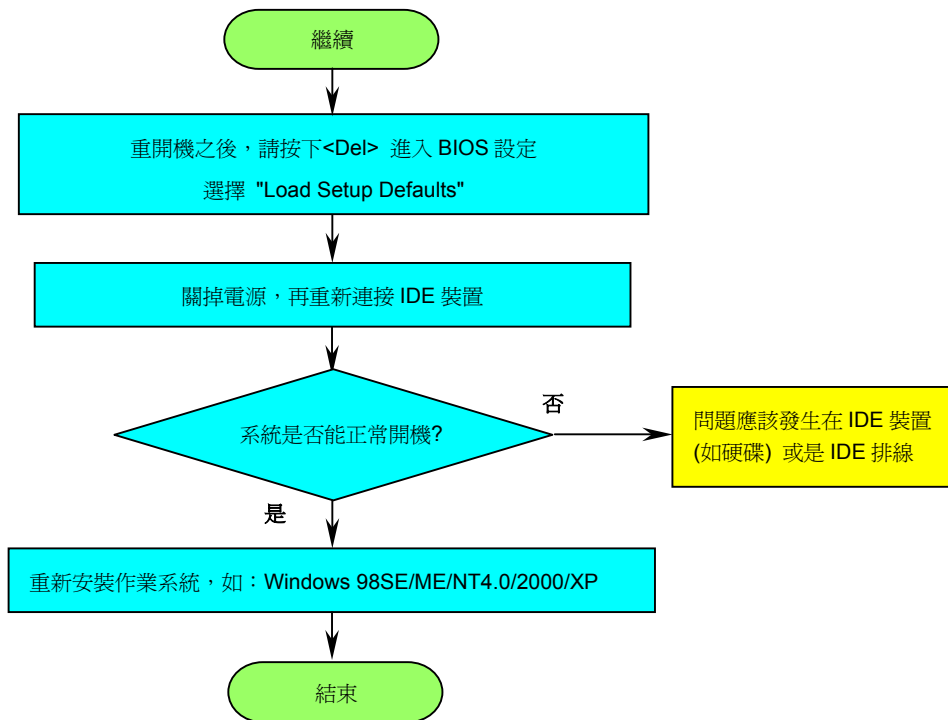 繼續
重開機之後，請按下<Del> 進入 BIOS 設定
選擇 "Load Setup Defaults"
關掉電源，再重新連接 IDE 裝置
系統是否能正常開機?
否
問題應該發生在 IDE 裝置
(如硬碟) 或是 IDE 排線
是
重新安裝作業系統，如：Windows 98SE/ME/NT4.0/2000/XP
結束